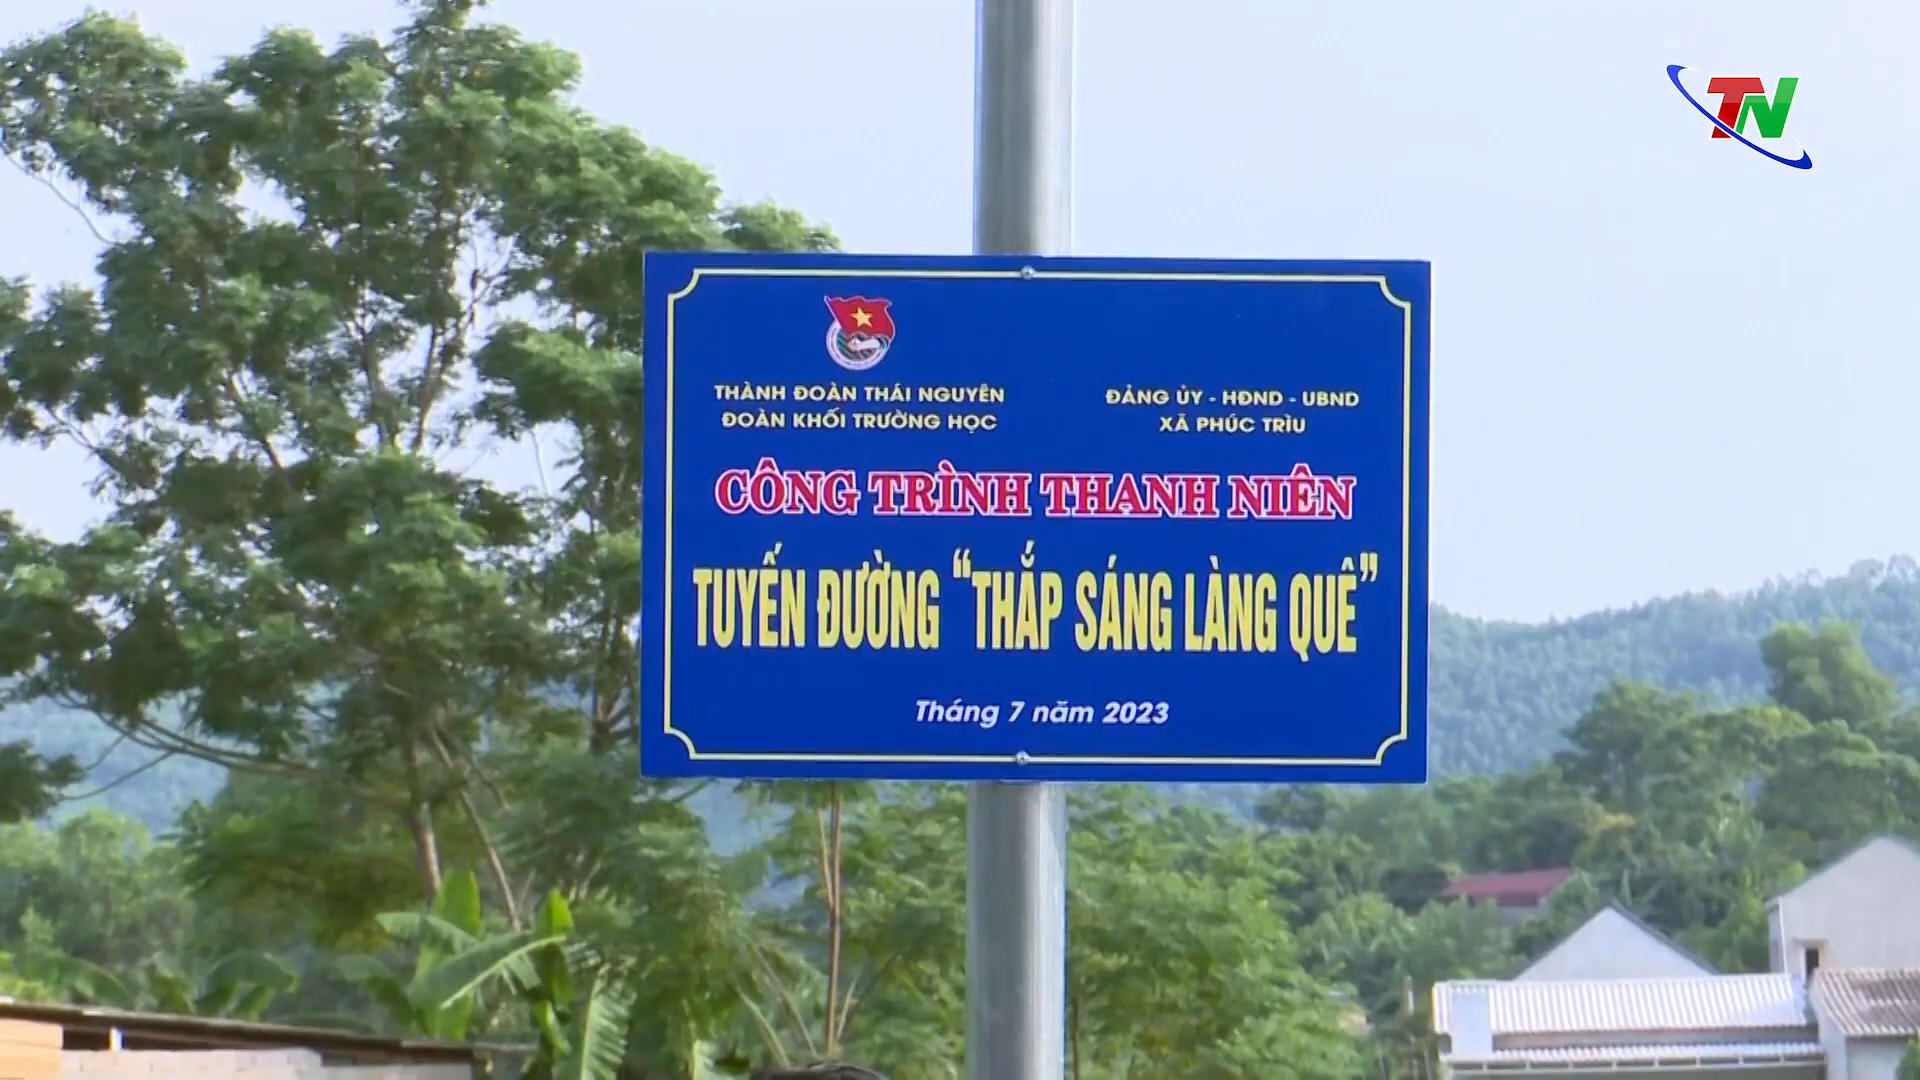 TN
THÀNH ĐOÀN THÁI NGUYÊN
ĐOÀN KHỐI TRƯỜNG HỌC
ĐẢNG ỦY - HĐND - UBND
XÃ PHÚC TRÌU
CÔNG TRÌNH THANH NIÊN
TUYẾN ĐƯỜNG “THẮP SÁNG LÀNG QUÊ”
Tháng 7 năm 2023